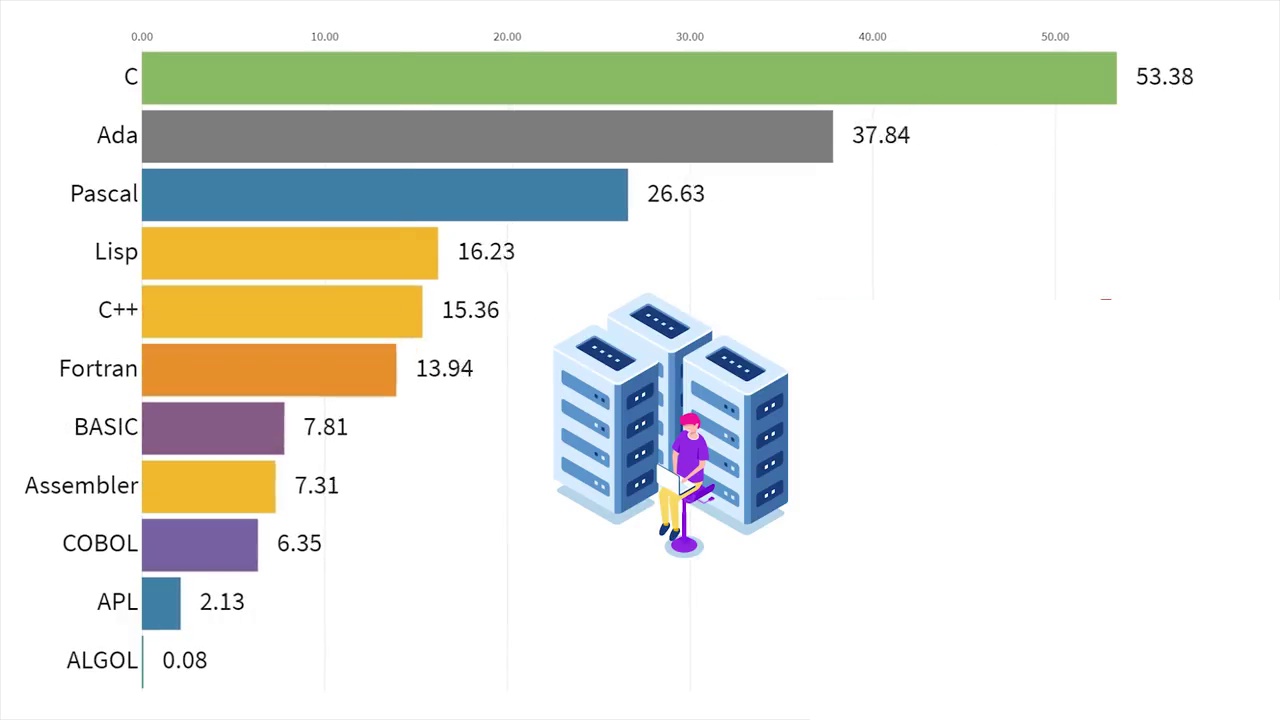 0.00 10.00 20.00 30.00 40.00 50.00
C 53.38
Ada 37.84
Pascal 26.63
Lisp 16.23
C++ 15.36
Fortran 13.94
BASIC 7.81
Assembler 7.31
COBOL 6.35
APL 2.13
ALGOL 0.08